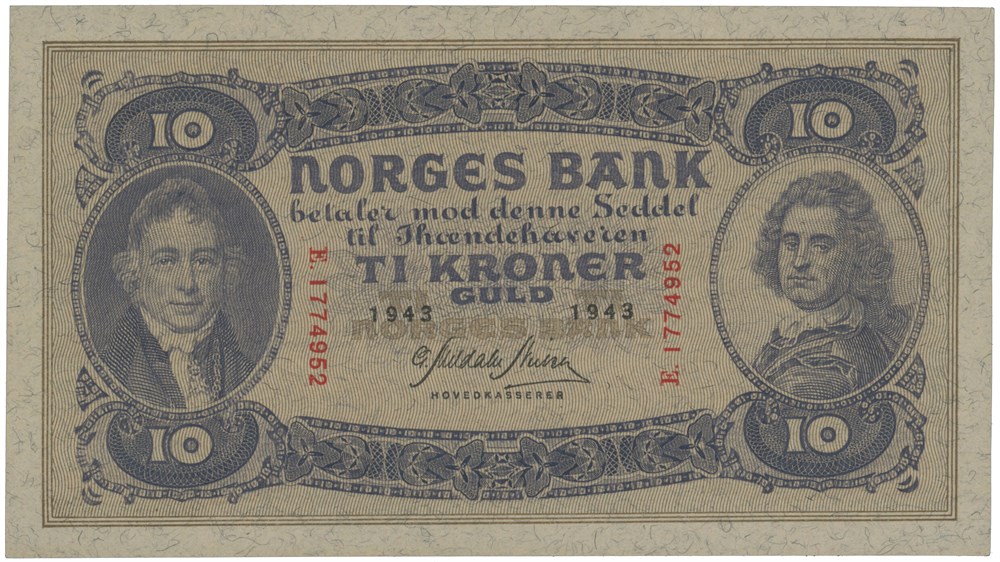 10 10
NORGES BANK
betaler mod denne Seddel
til Ihændehaveren
TI KRONER
GULD
1943 1943
NORGES BANK
E. 1774952
E. 1774952
HOVEDKASSERER
10 10